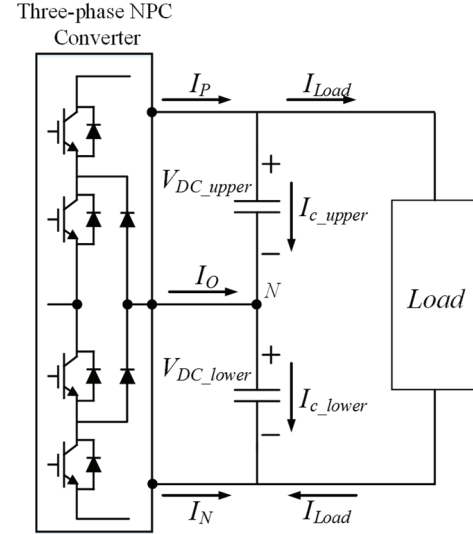 Three-phase NPC
Converter
I_P
I_Load
+
V_DC_upper
I_c_upper
−
I_O
N
+
V_DC_lower
I_c_lower
−
Load
I_N
I_Load